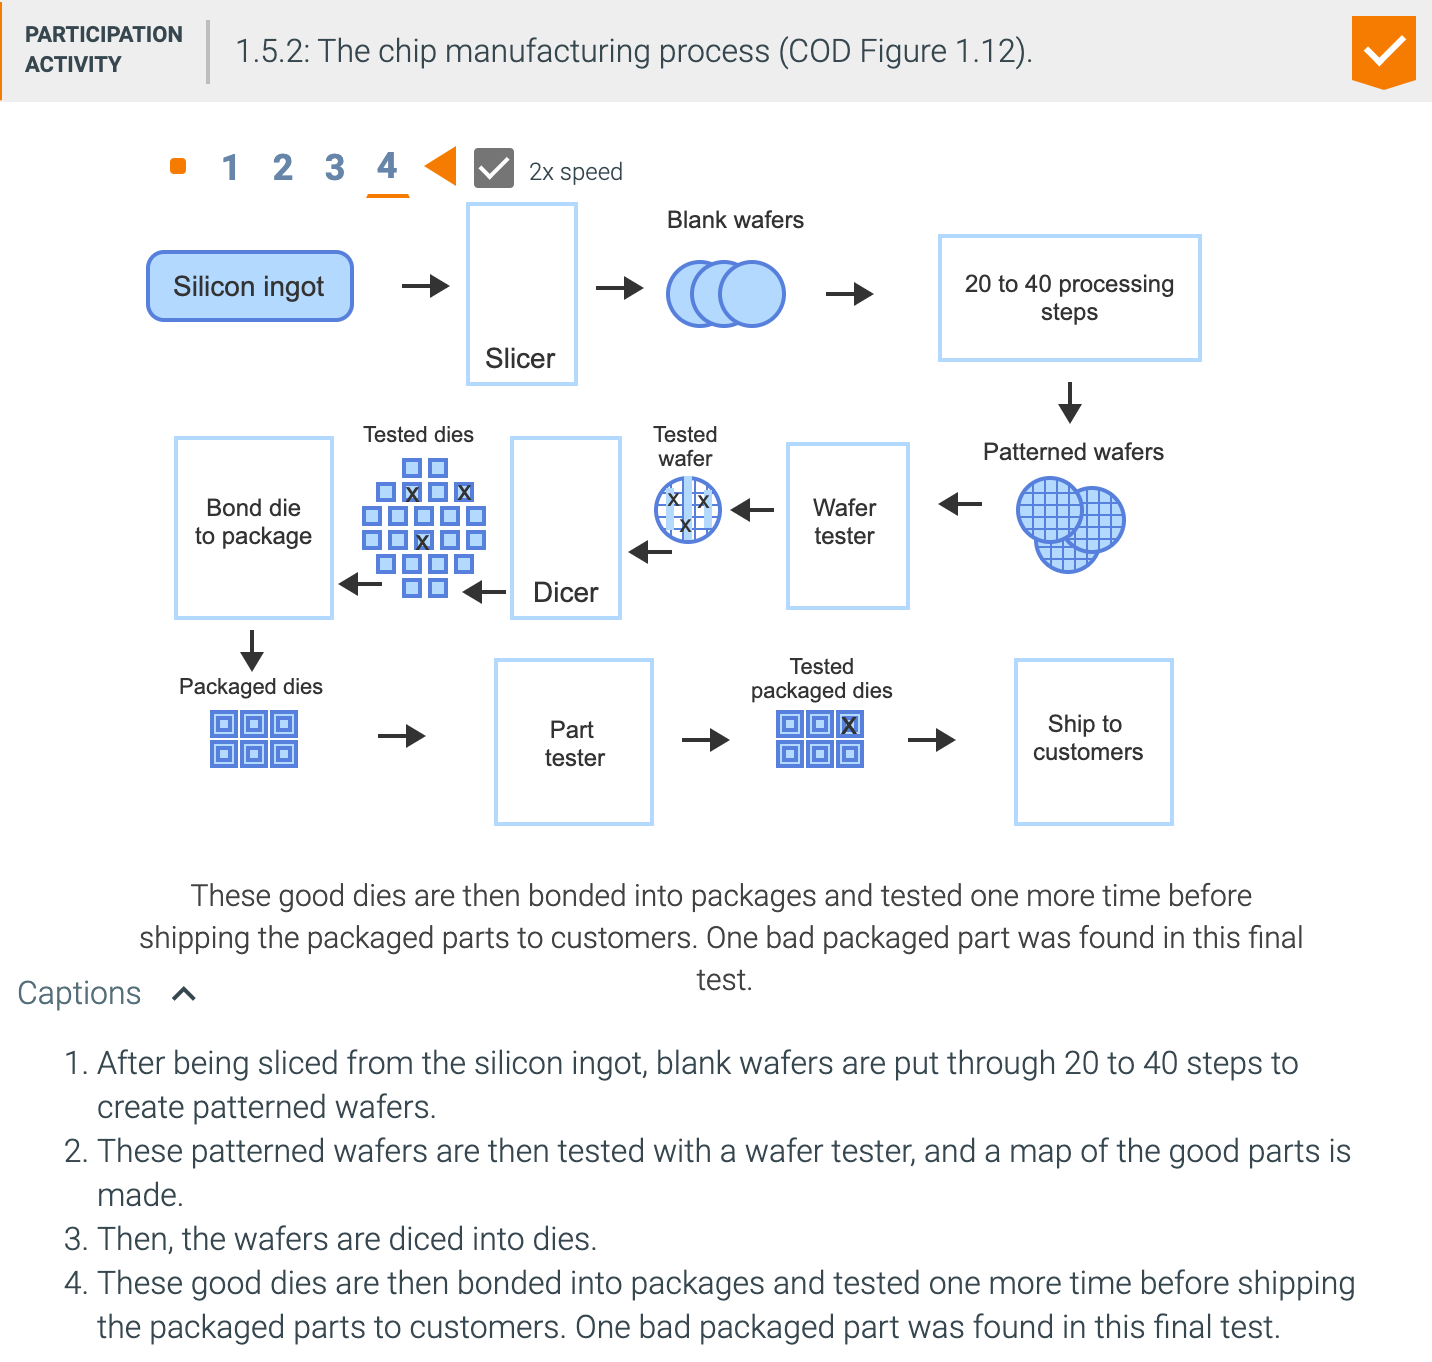 PARTICIPATION
ACTIVITY
1.5.2: The chip manufacturing process (COD Figure 1.12).
1 2 3 4 2x speed
Silicon ingot
Slicer
Blank wafers
20 to 40 processing
steps
Patterned wafers
Wafer
tester
Tested
wafer
X X
X
Dicer
Tested dies
X X
X
Bond die
to package
Packaged dies
Part
tester
Tested
packaged dies
X
Ship to
customers
These good dies are then bonded into packages and tested one more time before
shipping the packaged parts to customers. One bad packaged part was found in this final
test.
Captions
1. After being sliced from the silicon ingot, blank wafers are put through 20 to 40 steps to
create patterned wafers.
2. These patterned wafers are then tested with a wafer tester, and a map of the good parts is
made.
3. Then, the wafers are diced into dies.
4. These good dies are then bonded into packages and tested one more time before shipping
the packaged parts to customers. One bad packaged part was found in this final test.